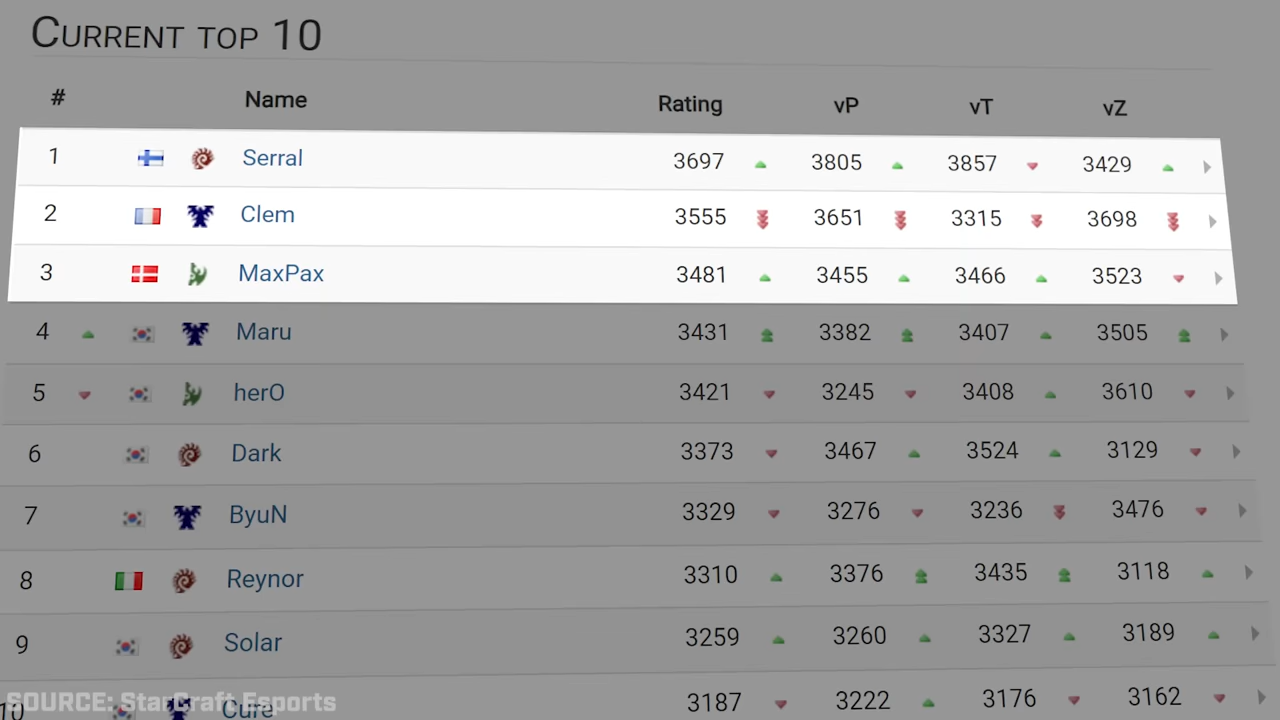 CURRENT TOP 10
# Name Rating vP vT vZ
1 Serral 3697 3805 3857 3429
2 Clem 3555 3651 3315 3698
3 MaxPax 3481 3455 3466 3523
4 Maru 3431 3382 3407 3505
5 herO 3421 3245 3408 3610
6 Dark 3373 3467 3524 3129
7 ByuN 3329 3276 3236 3476
8 Reynor 3310 3376 3435 3118
9 Solar 3259 3260 3327 3189
10 Cure 3187 3222 3176 3162
SOURCE: StarCraft Esports